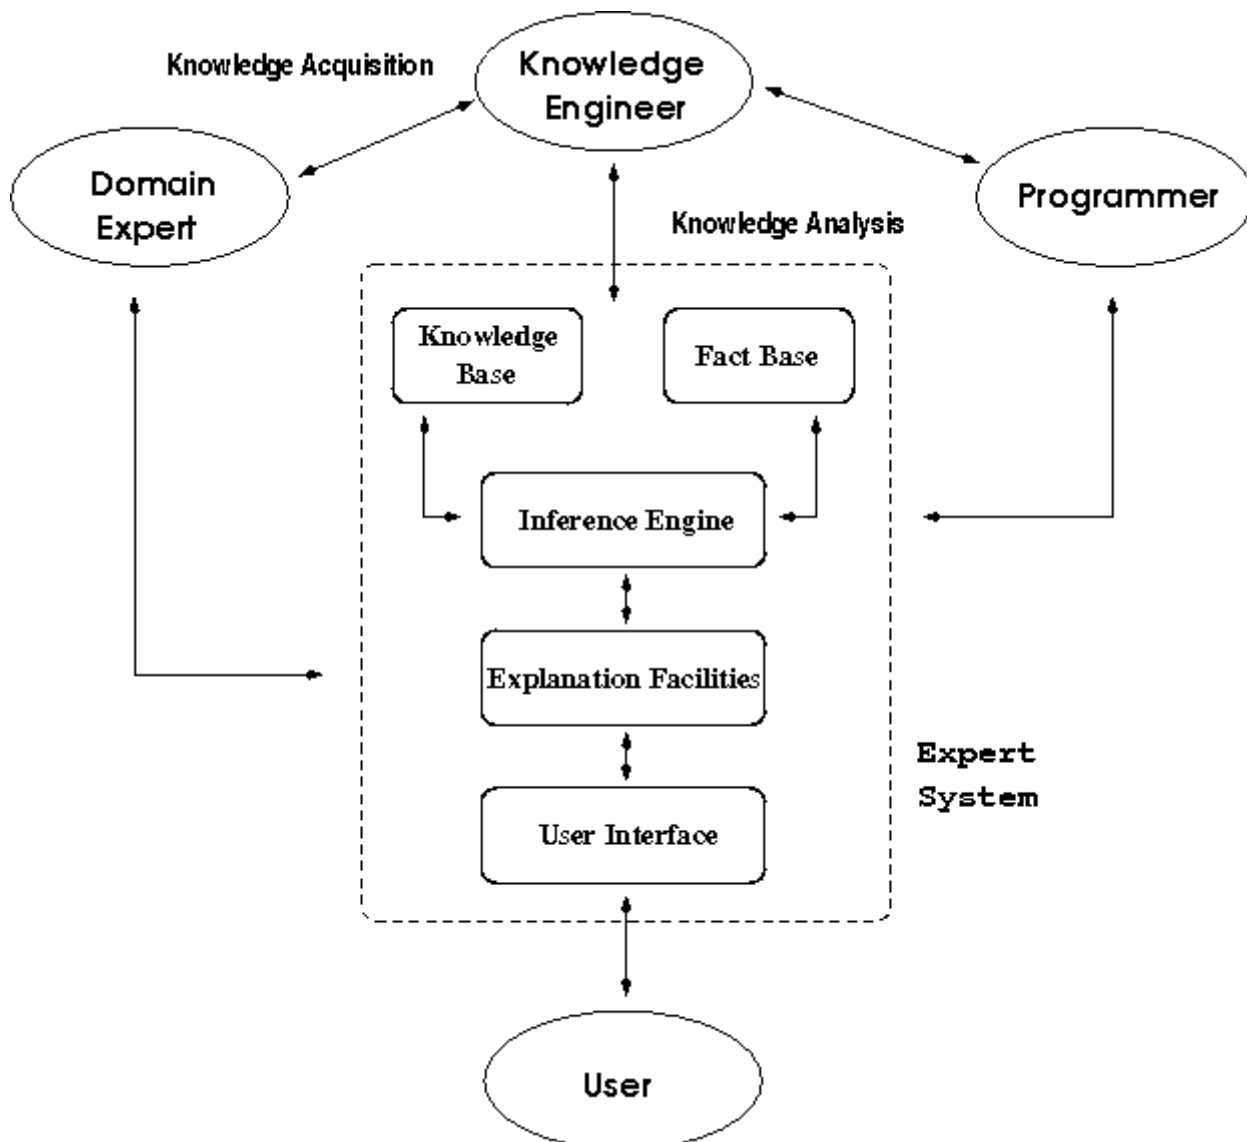 Knowledge Acquisition
Knowledge
Engineer
Domain
Expert
Programmer
Knowledge Analysis
Knowledge
Base
Fact Base
Inference Engine
Explanation Facilities
Expert
System
User Interface
User